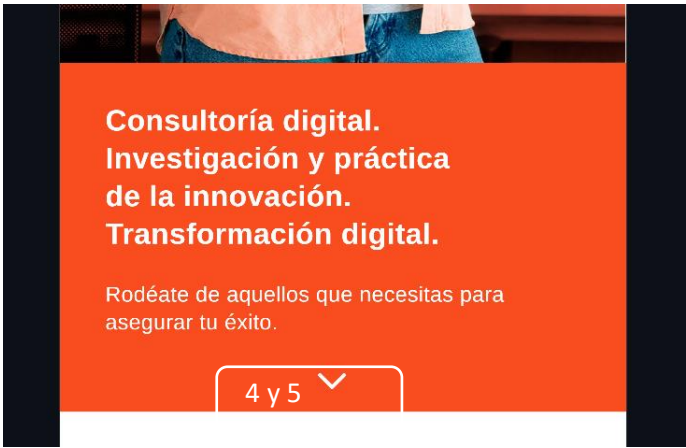 Consultoría digital.
Investigación y práctica
de la innovación.
Transformación digital.
Rodéate de aquellos que necesitas para
asegurar tu éxito.
4 y 5